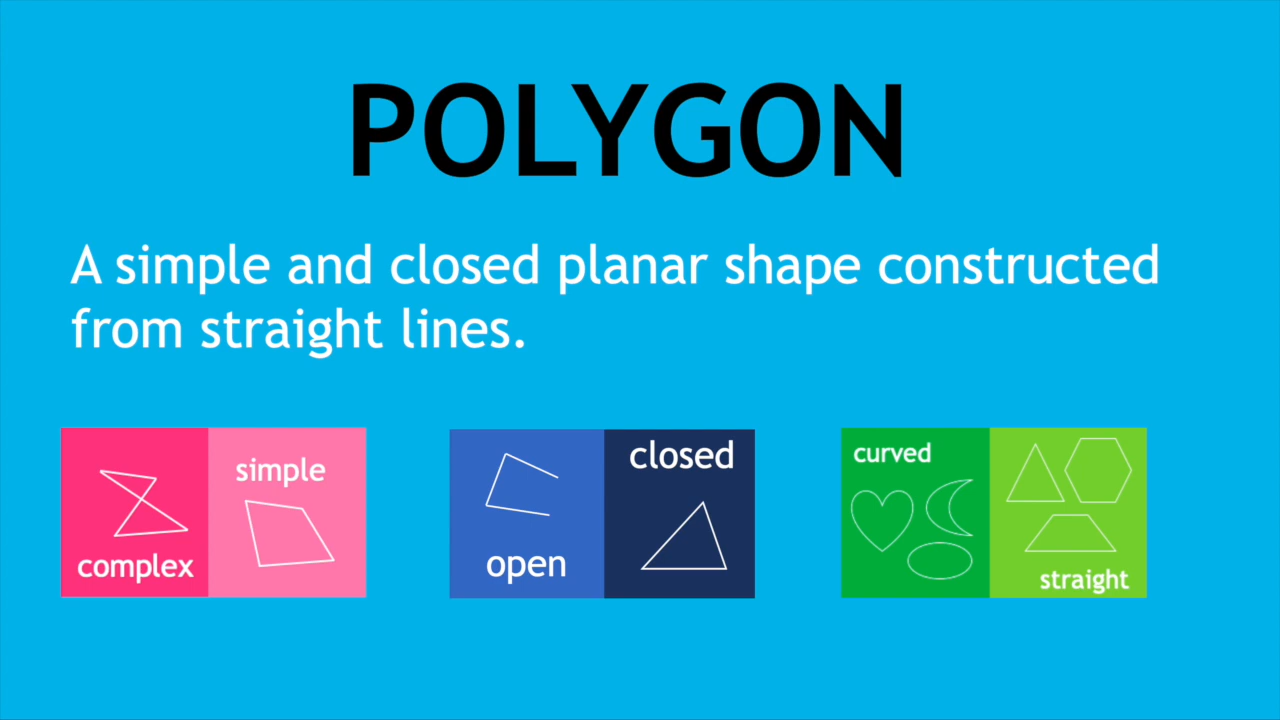 POLYGON
A simple and closed planar shape constructed
from straight lines.
complex
simple
open
closed
curved
straight